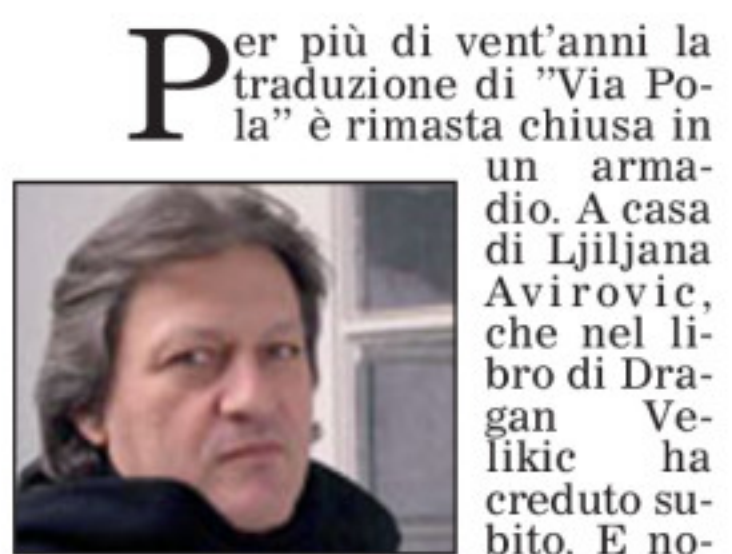 Per più di vent'anni la
traduzione di "Via Po-
la" è rimasta chiusa in
un arma-
dio. A casa
di Ljiljana
Avirovic,
che nel li-
bro di Dra-
gan Ve-
likic ha
creduto su-
bito. E no-